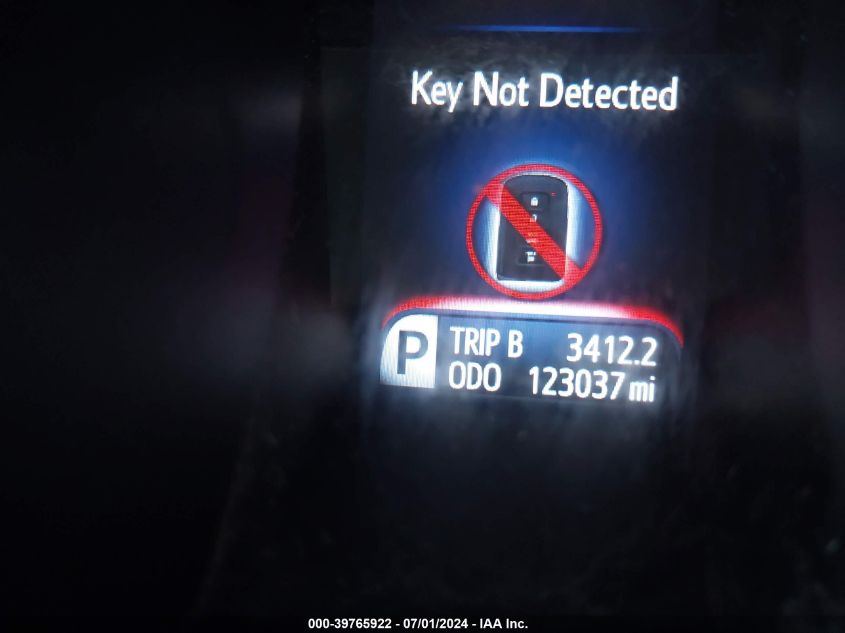 Key Not Detected
P
TRIP B 3412.2
ODO 123037 mi
000-39765922 - 07/01/2024 - IAA Inc.